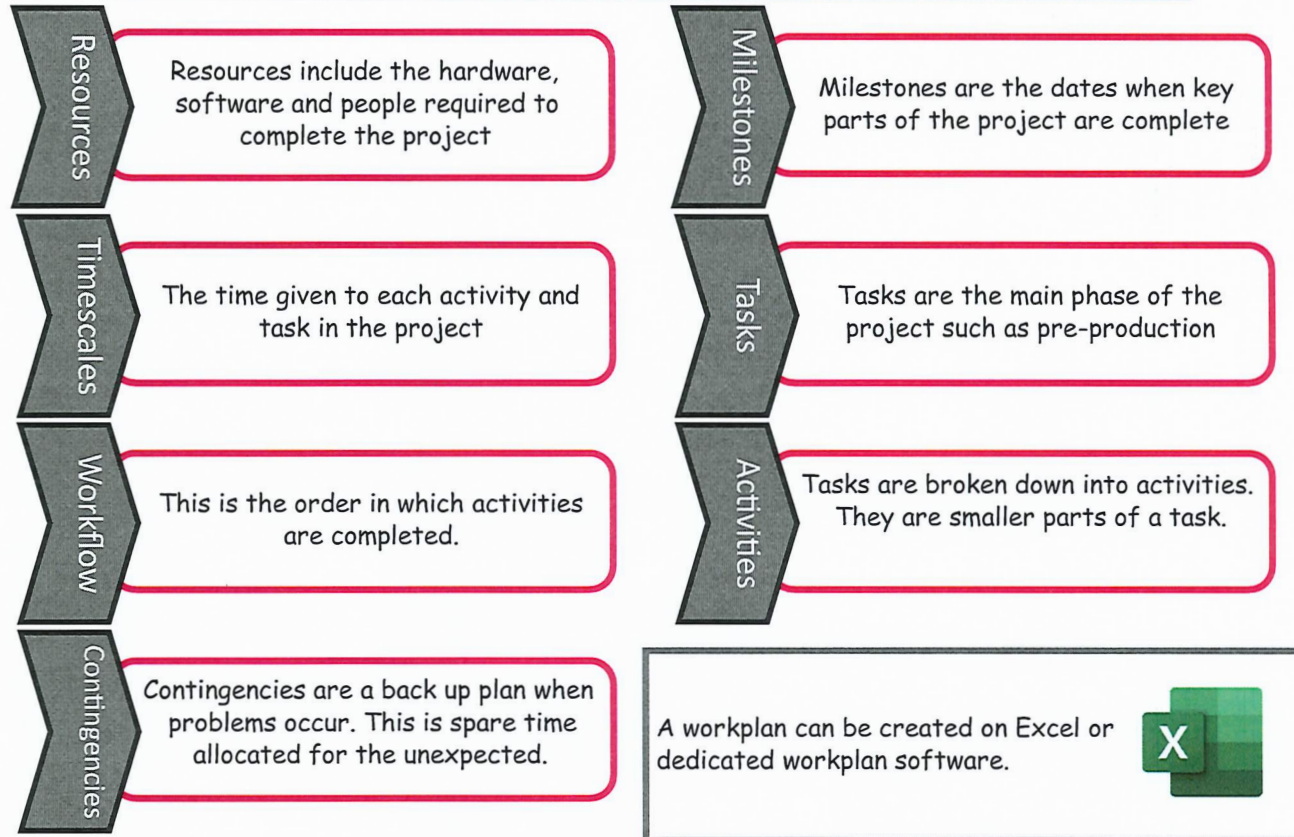 Resources
Resources include the hardware,
software and people required to
complete the project
Milestones
Milestones are the dates when key
parts of the project are complete
Timescales
The time given to each activity and
task in the project
Tasks
Tasks are the main phase of the
project such as pre-production
Workflow
This is the order in which activities
are completed.
Activities
Tasks are broken down into activities.
They are smaller parts of a task.
Contingencies
Contingencies are a back up plan when
problems occur. This is spare time
allocated for the unexpected.
A workplan can be created on Excel or
dedicated workplan software.
X